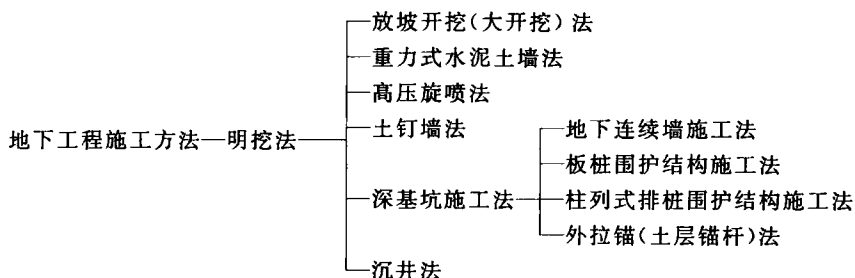 放坡开挖(大开挖)法
重力式水泥土墙法
高压旋喷法
地下工程施工方法
明挖法
土钉墙法
地下连续墙施工法
板桩围护结构施工法
深基坑施工法
柱列式排桩围护结构施工法
外拉锚(土层锚杆)法
沉井法